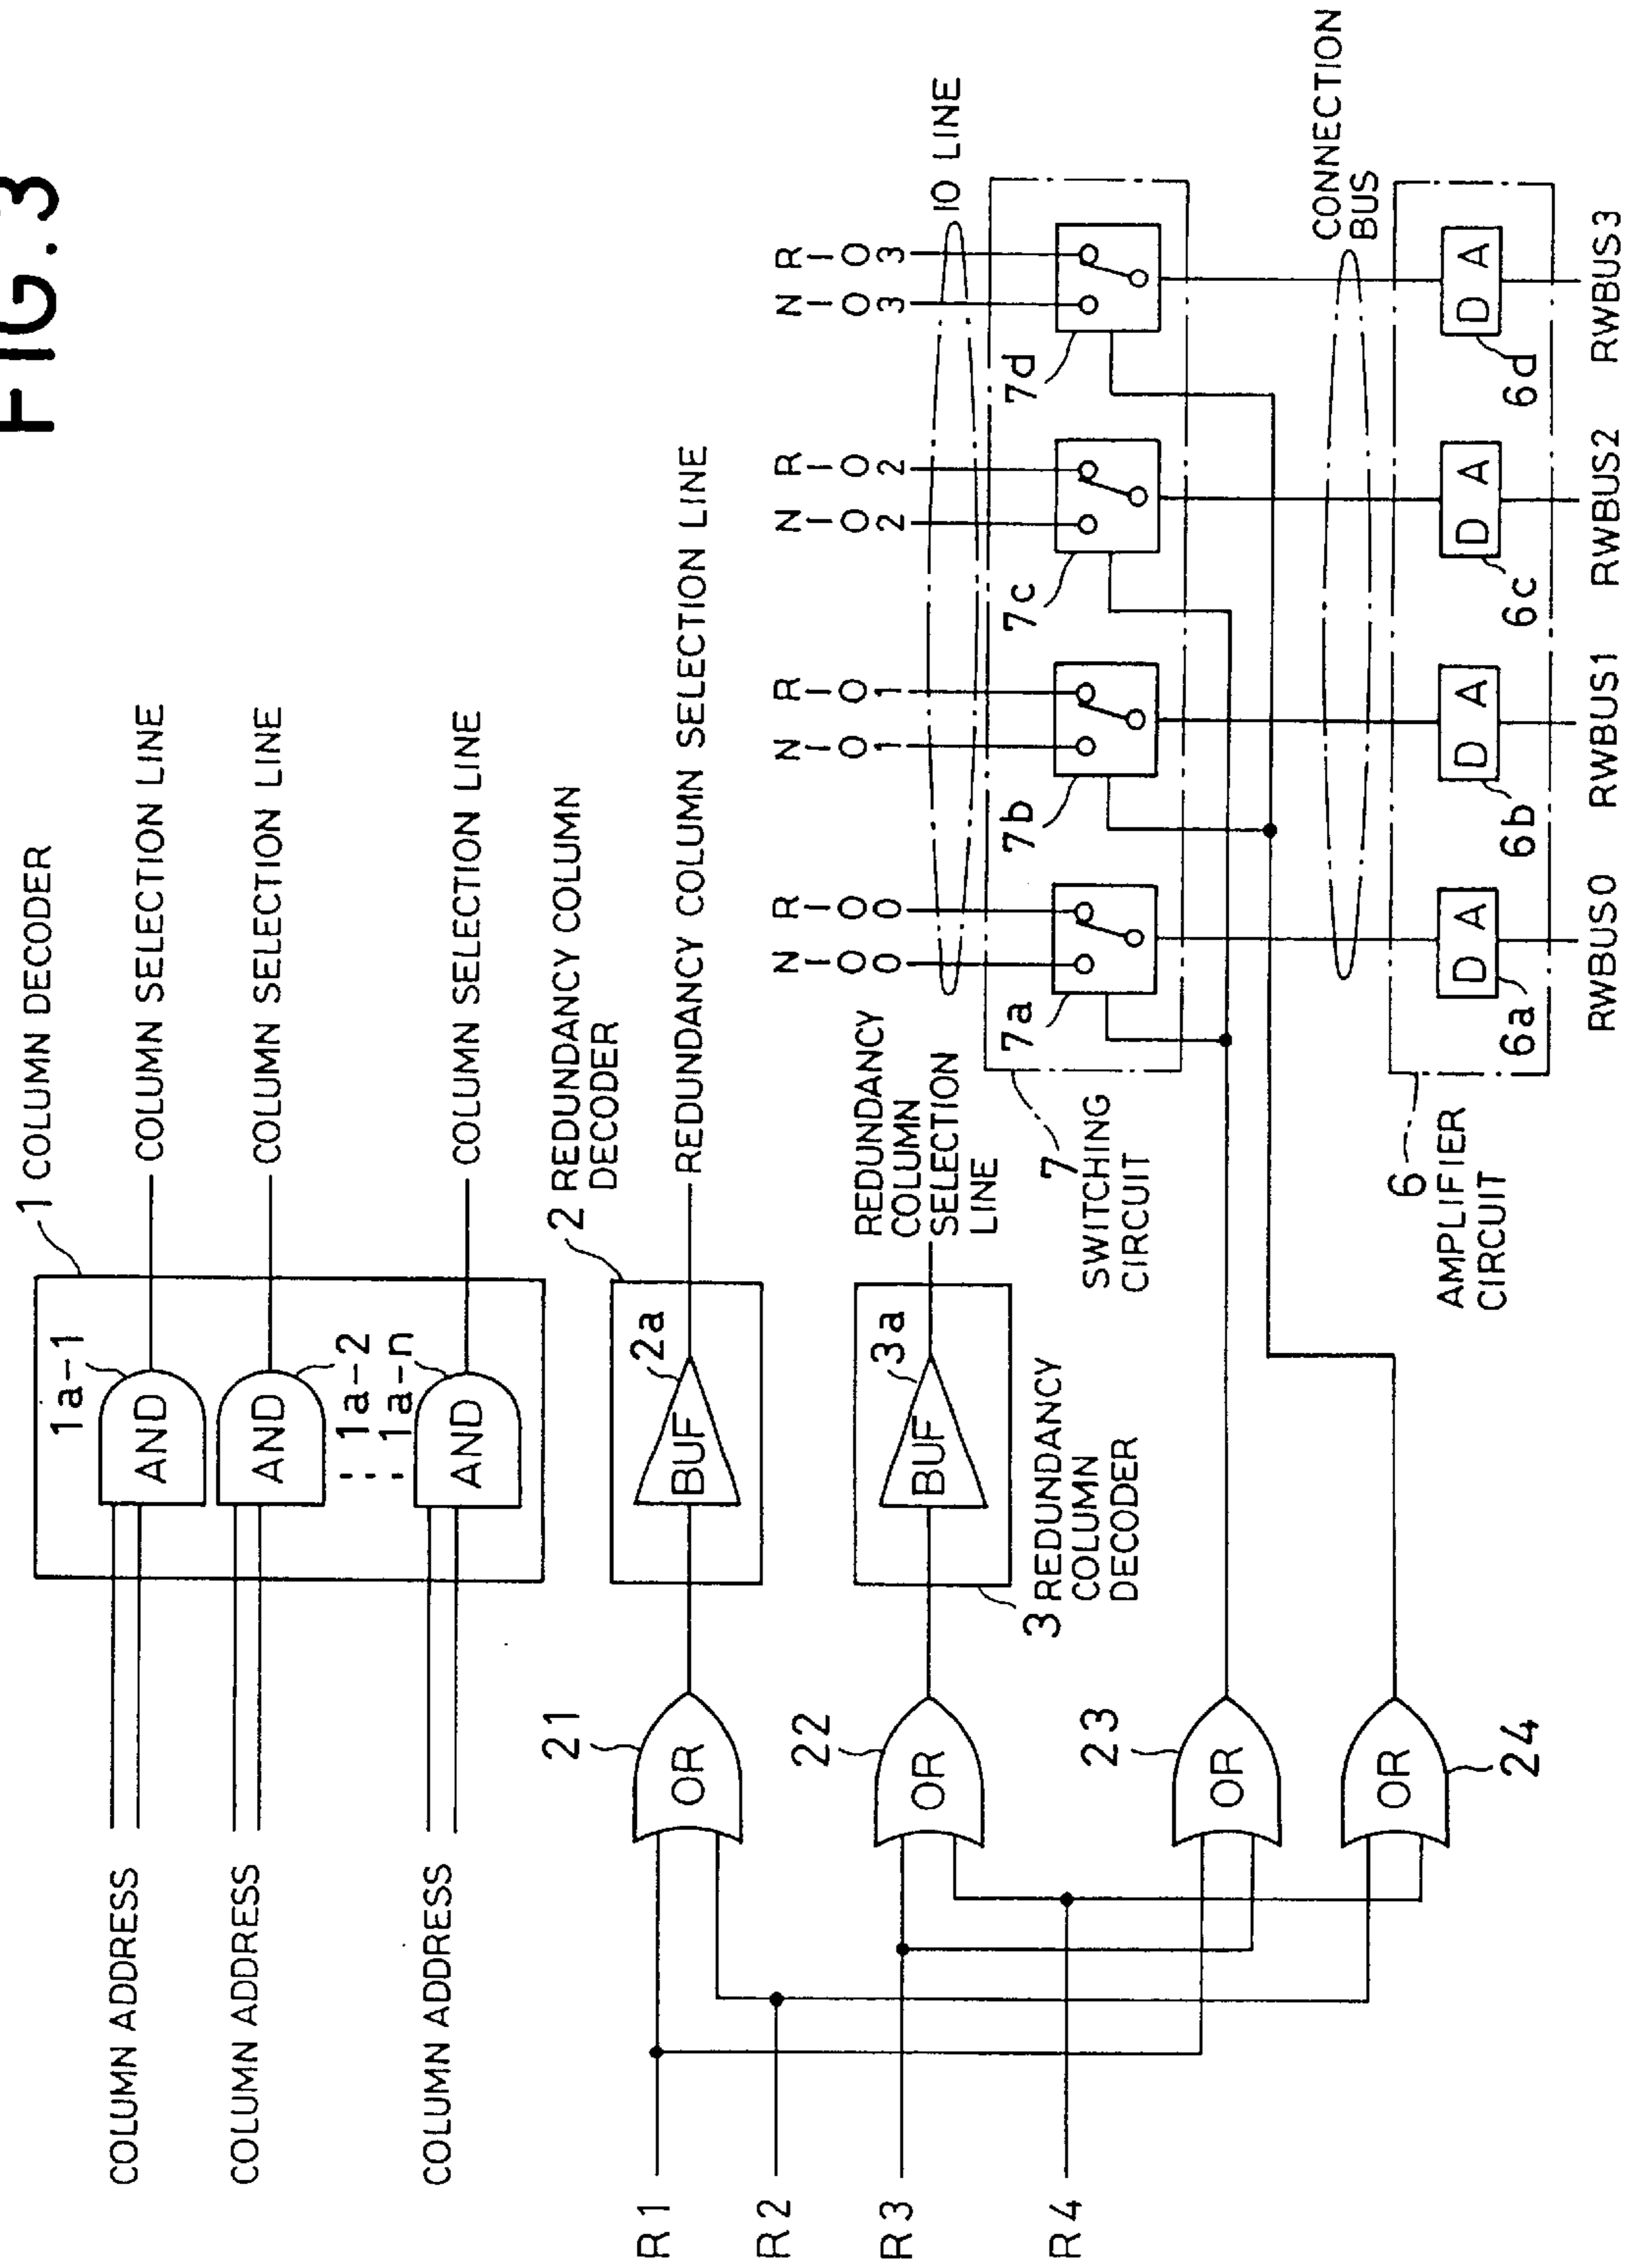 FIG.3
1 COLUMN DECODER
COLUMN ADDRESS
1a-1
AND
COLUMN SELECTION LINE
COLUMN ADDRESS
AND
1a-2
COLUMN SELECTION LINE
COLUMN ADDRESS
1a-n
AND
COLUMN SELECTION LINE
2 REDUNDANCY COLUMN
DECODER
R1
21
OR
BUF
2a
REDUNDANCY COLUMN SELECTION LINE
R2
R3
22
OR
BUF
3a
REDUNDANCY
COLUMN
SELECTION
LINE
3 REDUNDANCY
COLUMN
DECODER
R4
23
OR
24
OR
NIO0
RIO0
NIO1
RIO1
NIO2
RIO2
NIO3
RIO3
IO LINE
7
SWITCHING
CIRCUIT
7a
7b
7c
7d
CONNECTION
BUS
6
AMPLIFIER
CIRCUIT
D A
D A
D A
D A
6a
6b
6c
6d
RWBUS0
RWBUS1
RWBUS2
RWBUS3